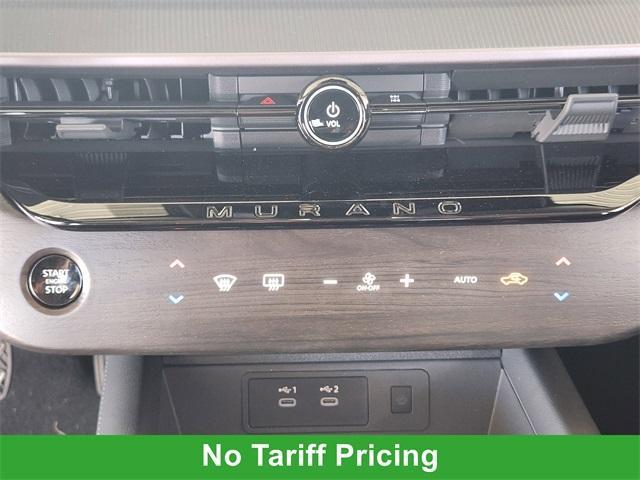 VOL
MURANO
START
ENGINE
STOP
ON·OFF
AUTO
1
2
No Tariff Pricing